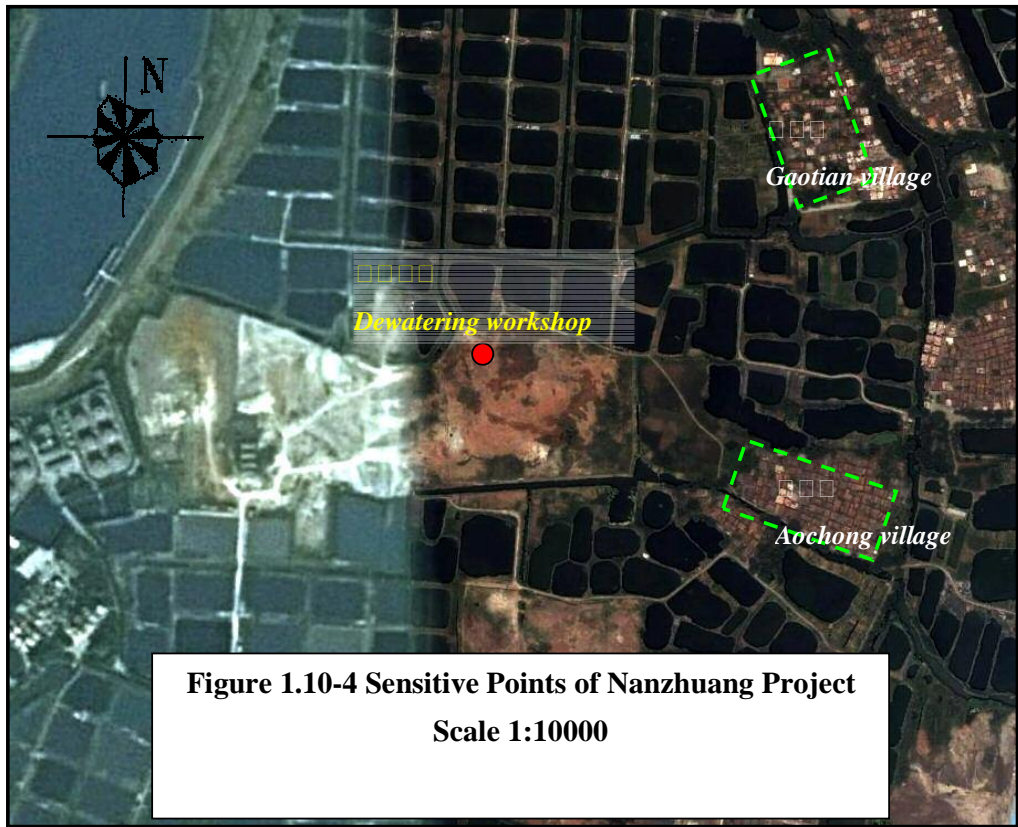 N
Gaotian village
Dewatering workshop
Aochong village
Figure 1.10-4 Sensitive Points of Nanzhuang Project
Scale 1:10000